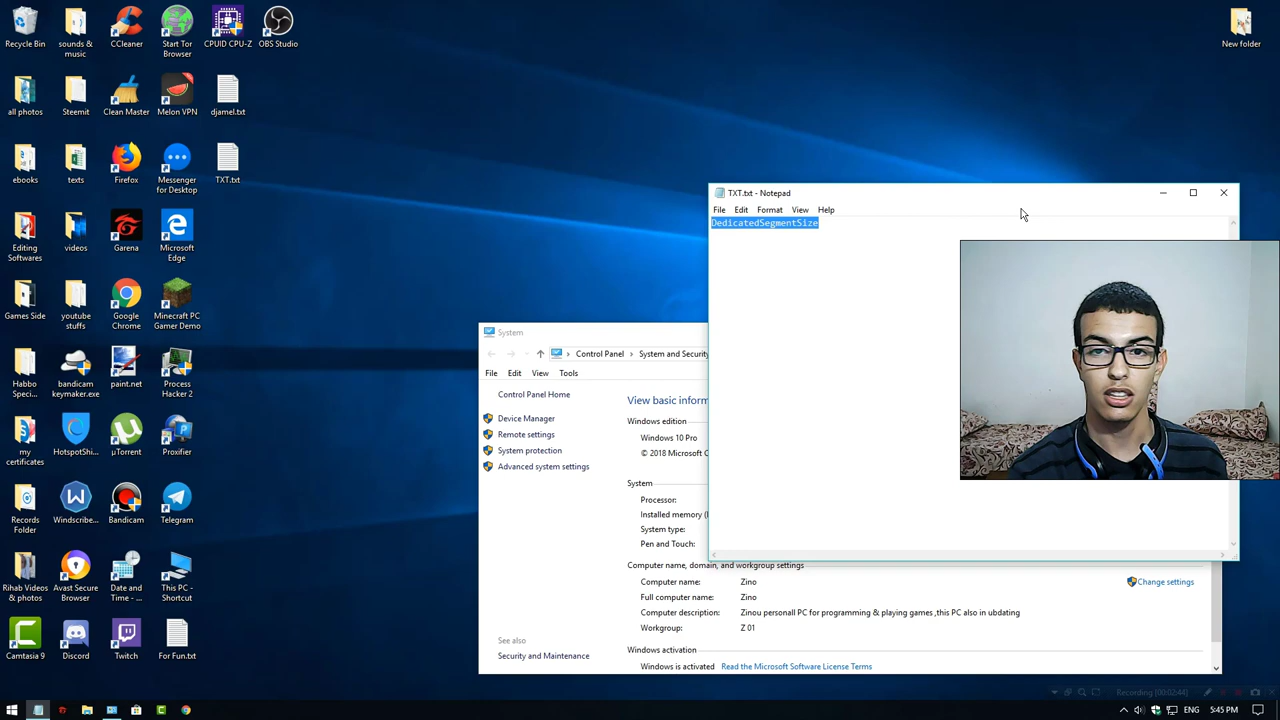 Recycle Bin
sounds & music
CCleaner
Start Tor Browser
CPUID CPU-Z
OBS Studio
New folder
all photos
Steemit
Clean Master
Melon VPN
djamel.txt
ebooks
texts
Firefox
Messenger for Desktop
TXT.txt
Editing Softwares
videos
Garena
Microsoft Edge
Games Side
youtube stuffs
Google Chrome
Minecraft PC Gamer Demo
Habbo Speci...
bandicam keymaker.exe
paint.net
Process Hacker 2
my certificates
HotspotShi...
µTorrent
Proxifier
Records Folder
Windscribe...
Bandicam
Telegram
Rihab Videos & photos
Avast Secure Browser
Date and Time - ...
This PC - Shortcut
Camtasia 9
Discord
Twitch
For Fun.txt
TXT.txt - Notepad
File Edit Format View Help
DedicatedSegmentSize
System
Control Panel › System and Security
File Edit View Tools
Control Panel Home
Device Manager
Remote settings
System protection
Advanced system settings
See also
Security and Maintenance
View basic inform
Windows edition
Windows 10 Pro
© 2018 Microsoft C
System
Processor:
Installed memory (
System type:
Pen and Touch:
Computer name, domain, and workgroup settings
Computer name: Zino
Change settings
Full computer name: Zino
Computer description: Zinou personall PC for programming & playing games ,this PC also in ubdating
Workgroup: Z 01
Windows activation
Windows is activated Read the Microsoft Software License Terms
Recording [00:02:44]
ENG 5:45 PM